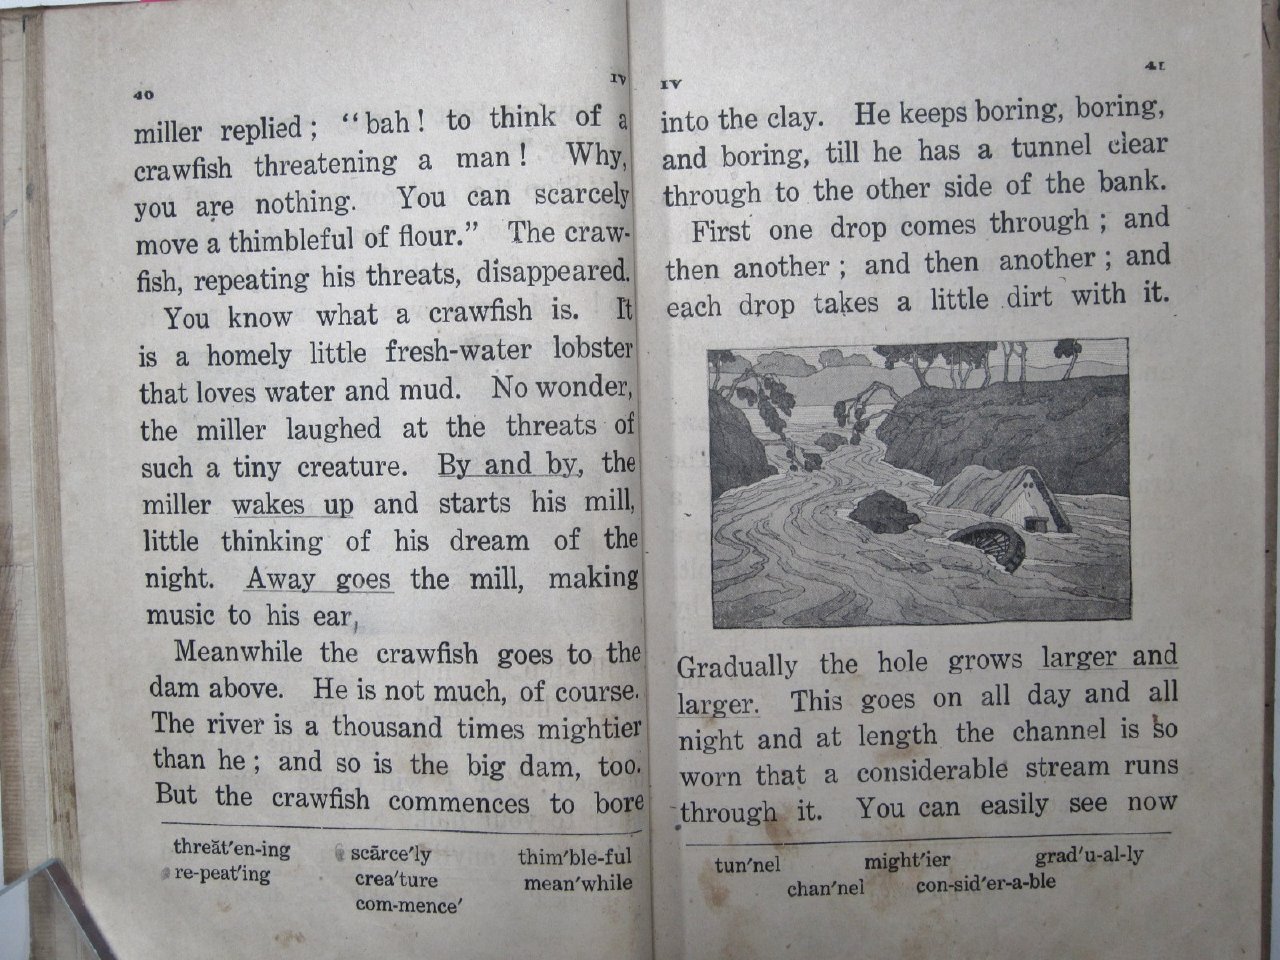 40
IV
miller replied; "bah! to think of a
crawfish threatening a man! Why,
you are nothing. You can scarcely
move a thimbleful of flour." The craw-
fish, repeating his threats, disappeared.
You know what a crawfish is. It
is a homely little fresh-water lobster
that loves water and mud. No wonder,
the miller laughed at the threats of
such a tiny creature. By and by, the
miller wakes up and starts his mill,
little thinking of his dream of the
night. Away goes the mill, making
music to his ear,
Meanwhile the crawfish goes to the
dam above. He is not much, of course.
The river is a thousand times mightier
than he; and so is the big dam, too.
But the crawfish commences to bore
threăt′en-ing scãrce′ly thim′ble-ful
re-peat′ing crea′ture mean′while
com-mence′
IV
41
into the clay. He keeps boring, boring,
and boring, till he has a tunnel clear
through to the other side of the bank.
First one drop comes through; and
then another; and then another; and
each drop takes a little dirt with it.
Gradually the hole grows larger and
larger. This goes on all day and all
night and at length the channel is so
worn that a considerable stream runs
through it. You can easily see now
tun′nel might′ier grad′u-al-ly
chan′nel con-sid′er-a-ble